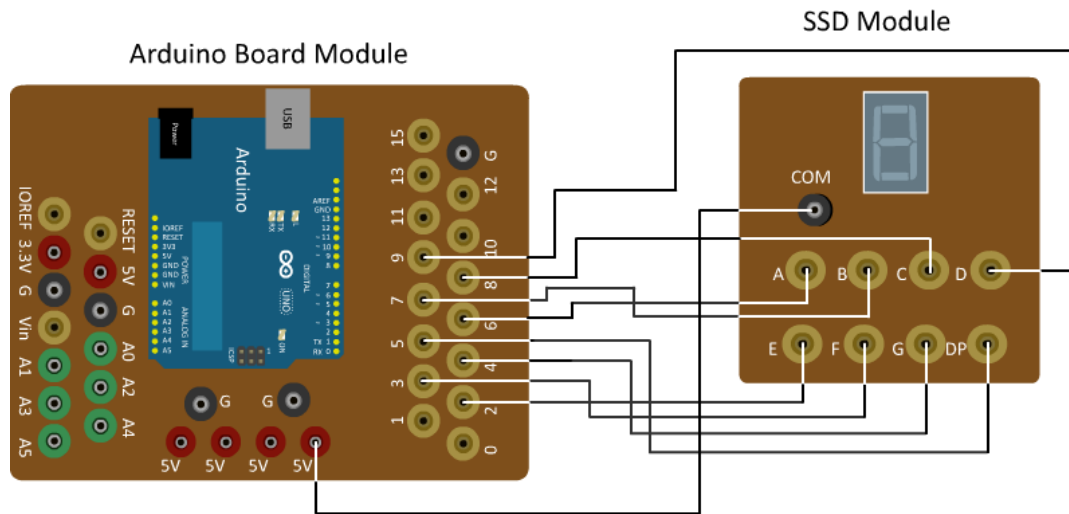 SSD Module
Arduino Board Module
Power
USB
Arduino
AREF
GND
13
12
~ 11
~ 10
~ 9
8
7
~ 6
~ 5
4
~ 3
2
TX 1
RX 0
DIGITAL
L
TX
RX
UNO
ON
ICSP
1
IOREF
RESET
3V3
5V
GND
GND
VIN
POWER
A0
A1
A2
A3
A4
A5
ANALOG IN
IOREF
3.3V
G
Vin
A1
A3
A5
RESET
5V
G
A0
A2
A4
G
G
5V
5V
5V
5V
15
13
11
9
7
5
3
1
G
12
10
8
6
4
2
0
COM
A
B
C
D
E
F
G
DP